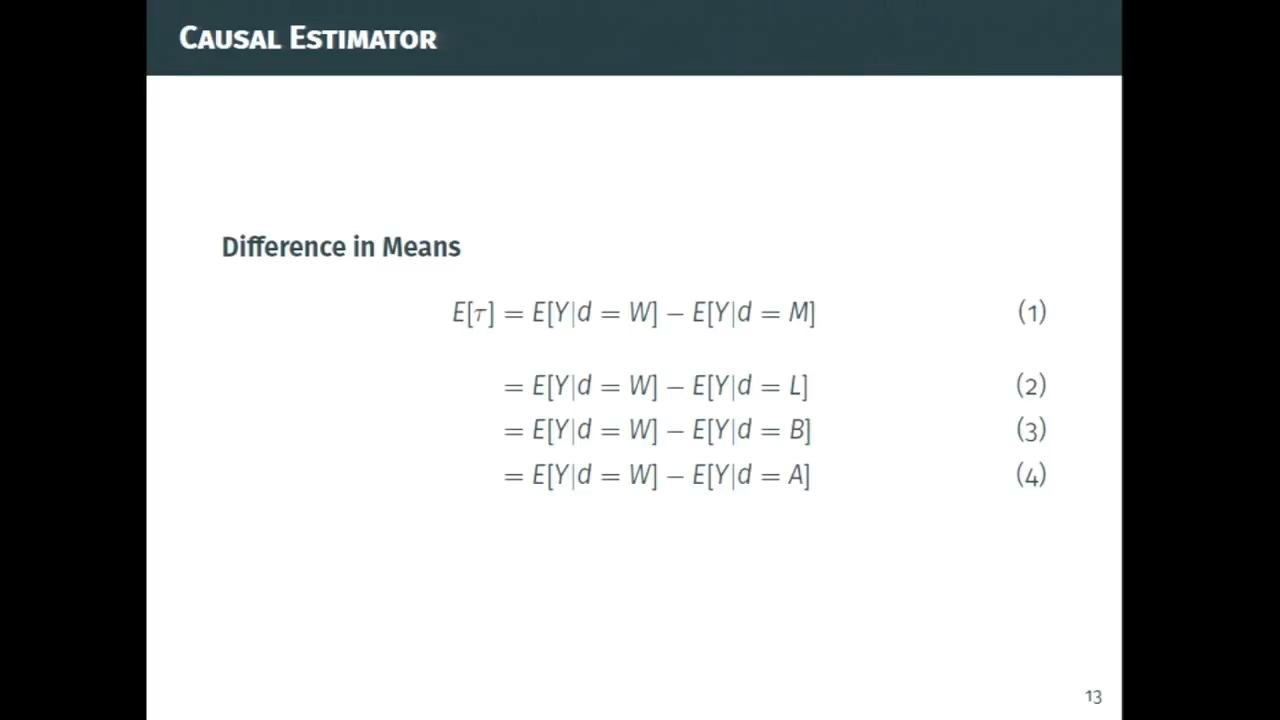 CAUSAL ESTIMATOR
Difference in Means
E[τ] = E[Y|d = W] − E[Y|d = M] (1)
= E[Y|d = W] − E[Y|d = L] (2)
= E[Y|d = W] − E[Y|d = B] (3)
= E[Y|d = W] − E[Y|d = A] (4)
13